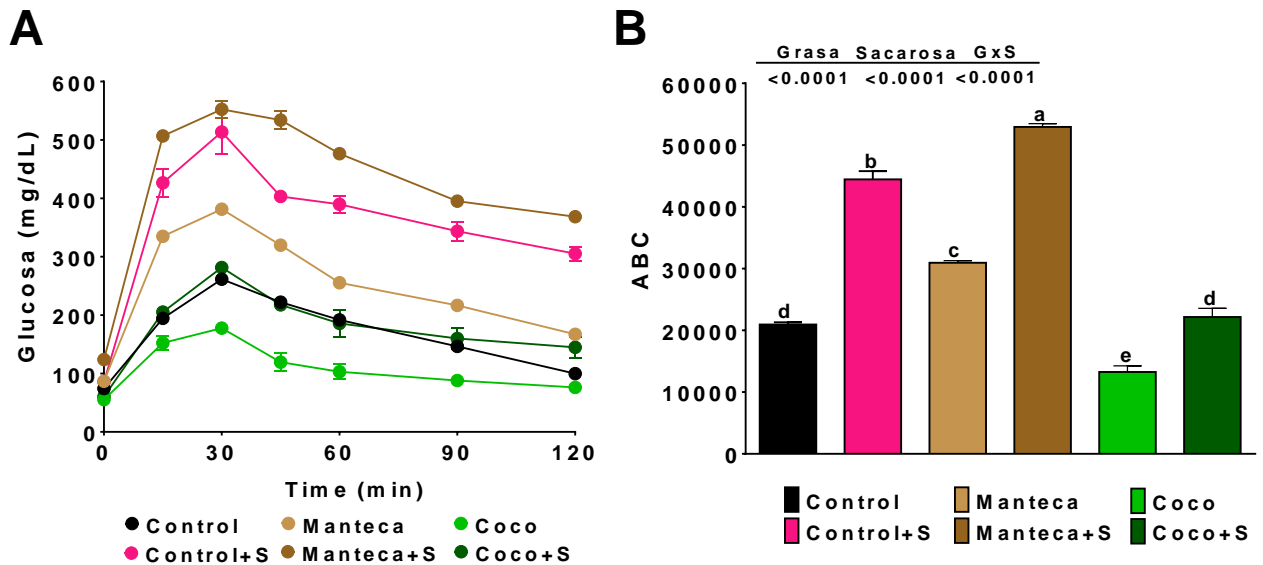 A
Glucosa (mg/dL)
600
500
400
300
200
100
0
0 30 60 90 120
Time (min)
Control Manteca Coco
Control+S Manteca+S Coco+S
B
Grasa Sacarosa GxS
<0.0001 <0.0001 <0.0001
ABC
60000
50000
40000
30000
20000
10000
0
d b c a e d
Control Manteca Coco
Control+S Manteca+S Coco+S